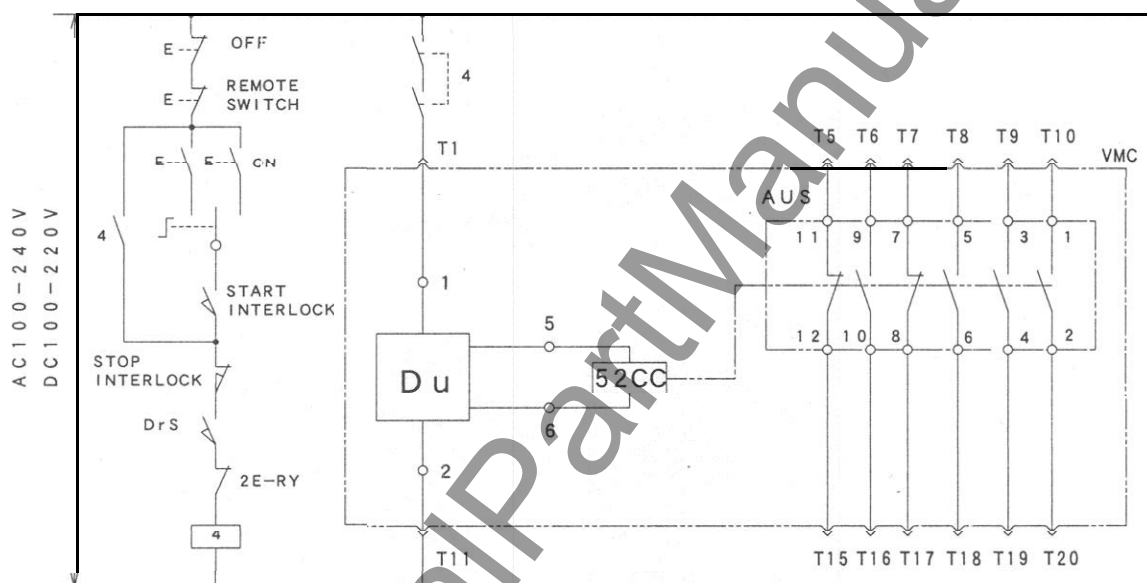 OFF
E
REMOTE
SWITCH
E
4
T1
E
E
ON
T5 T6 T7 T8 T9 T10
VMC
AUS
11 9 7 5 3 1
4
1
START
INTERLOCK
5
52CC
12 10 8 6 4 2
STOP
INTERLOCK
Du
6
DrS
2
2E-RY
4
T11
T15 T16 T17 T18 T19 T20
AC100-240V
DC100-220V